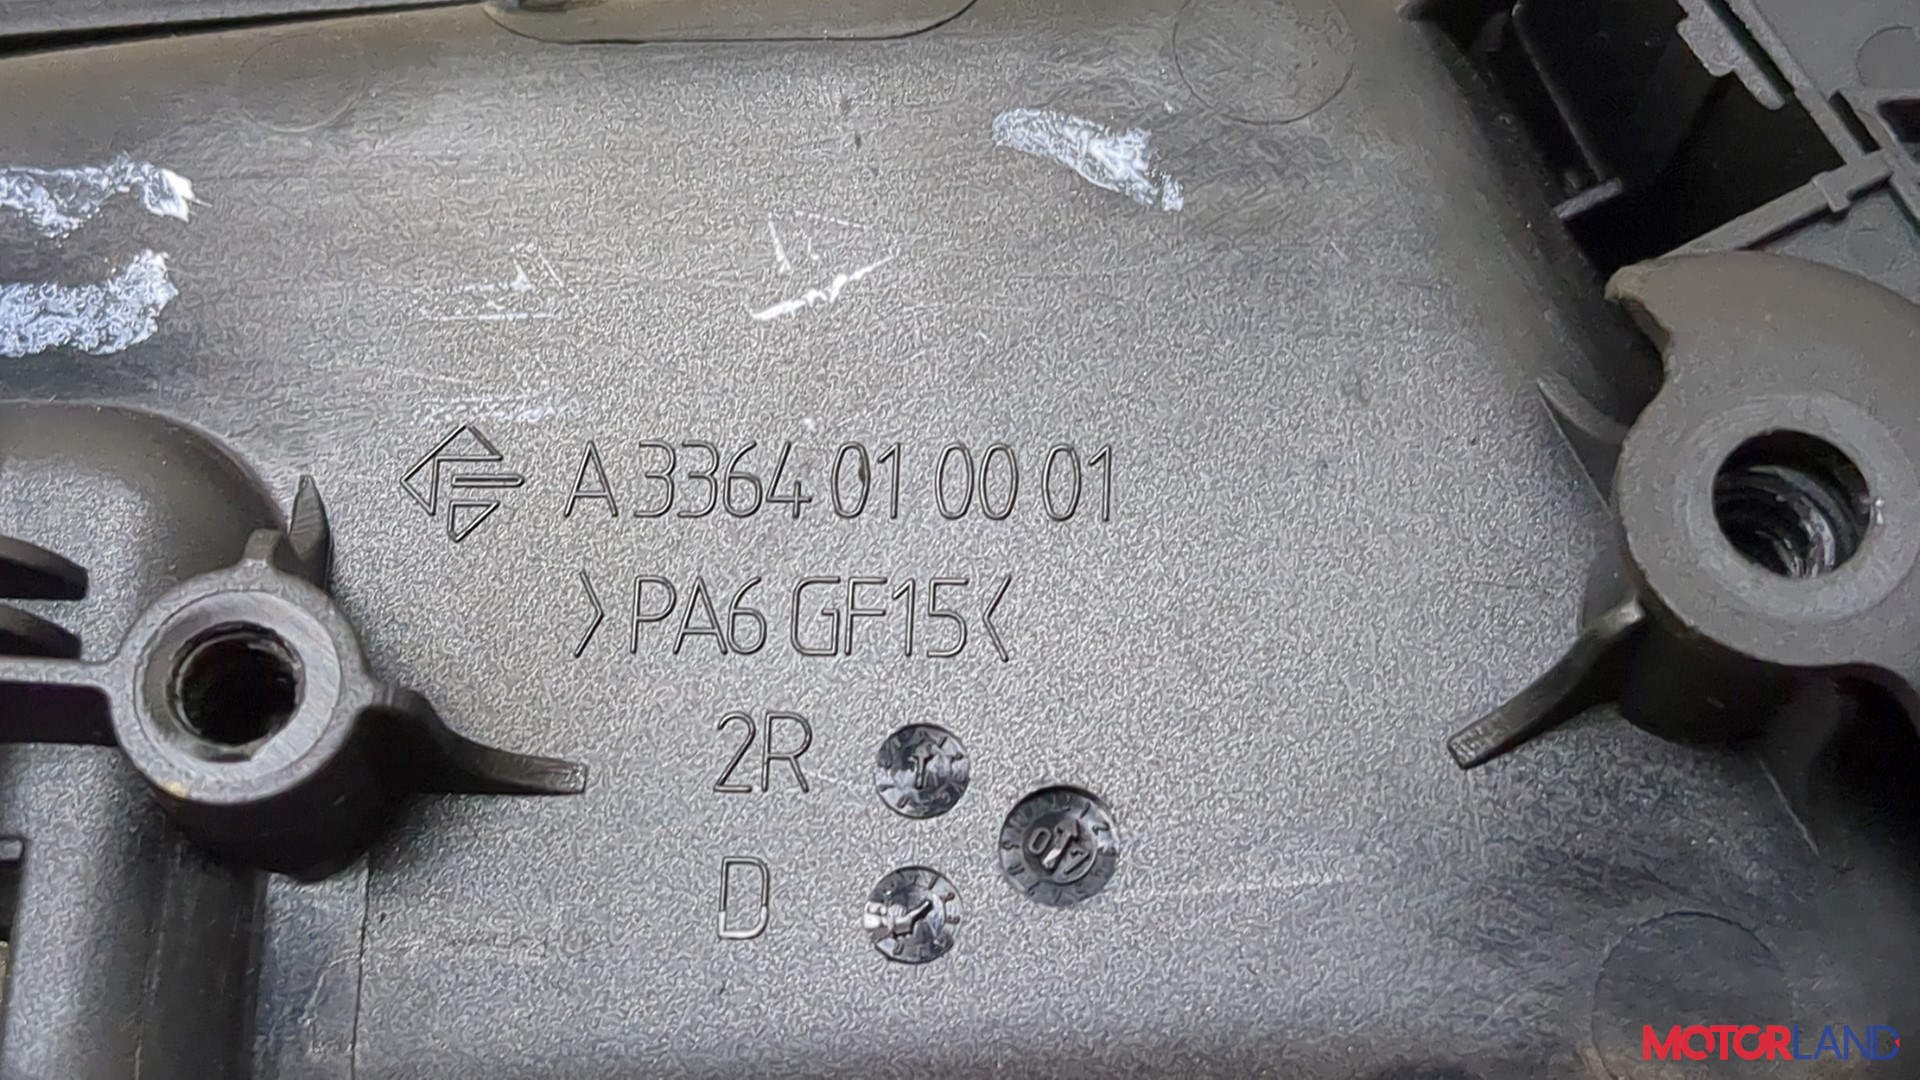 A 3364 01 00 01
>PA6 GF15<
2R
D
MOTORLAND